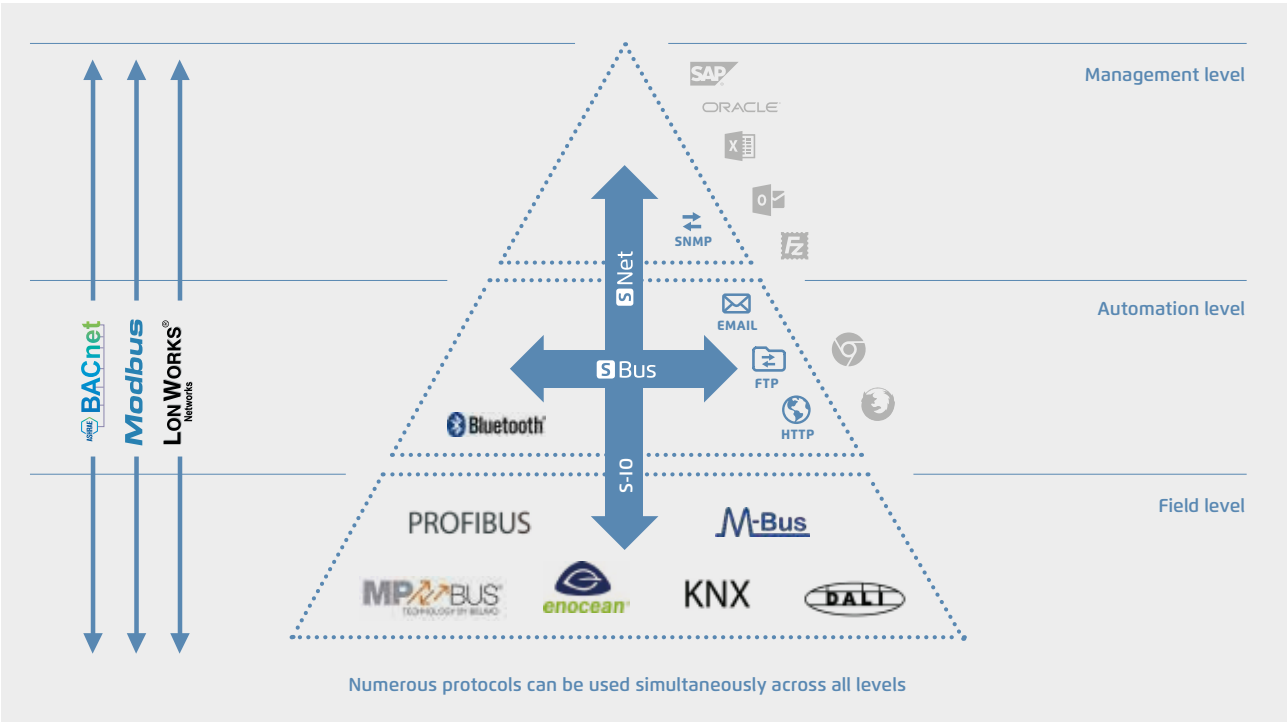 Management level
SAP
ORACLE
X
O
SNMP
Fz
S Net
Automation level
EMAIL
S Bus
FTP
HTTP
Bluetooth®
ASHRAE BACnet
Modbus
LONWORKS®
Networks
S-IO
Field level
PROFIBUS
M-Bus
MP BUS®
TECHNOLOGY BY BELIMO
enocean®
KNX
DALI
Numerous protocols can be used simultaneously across all levels